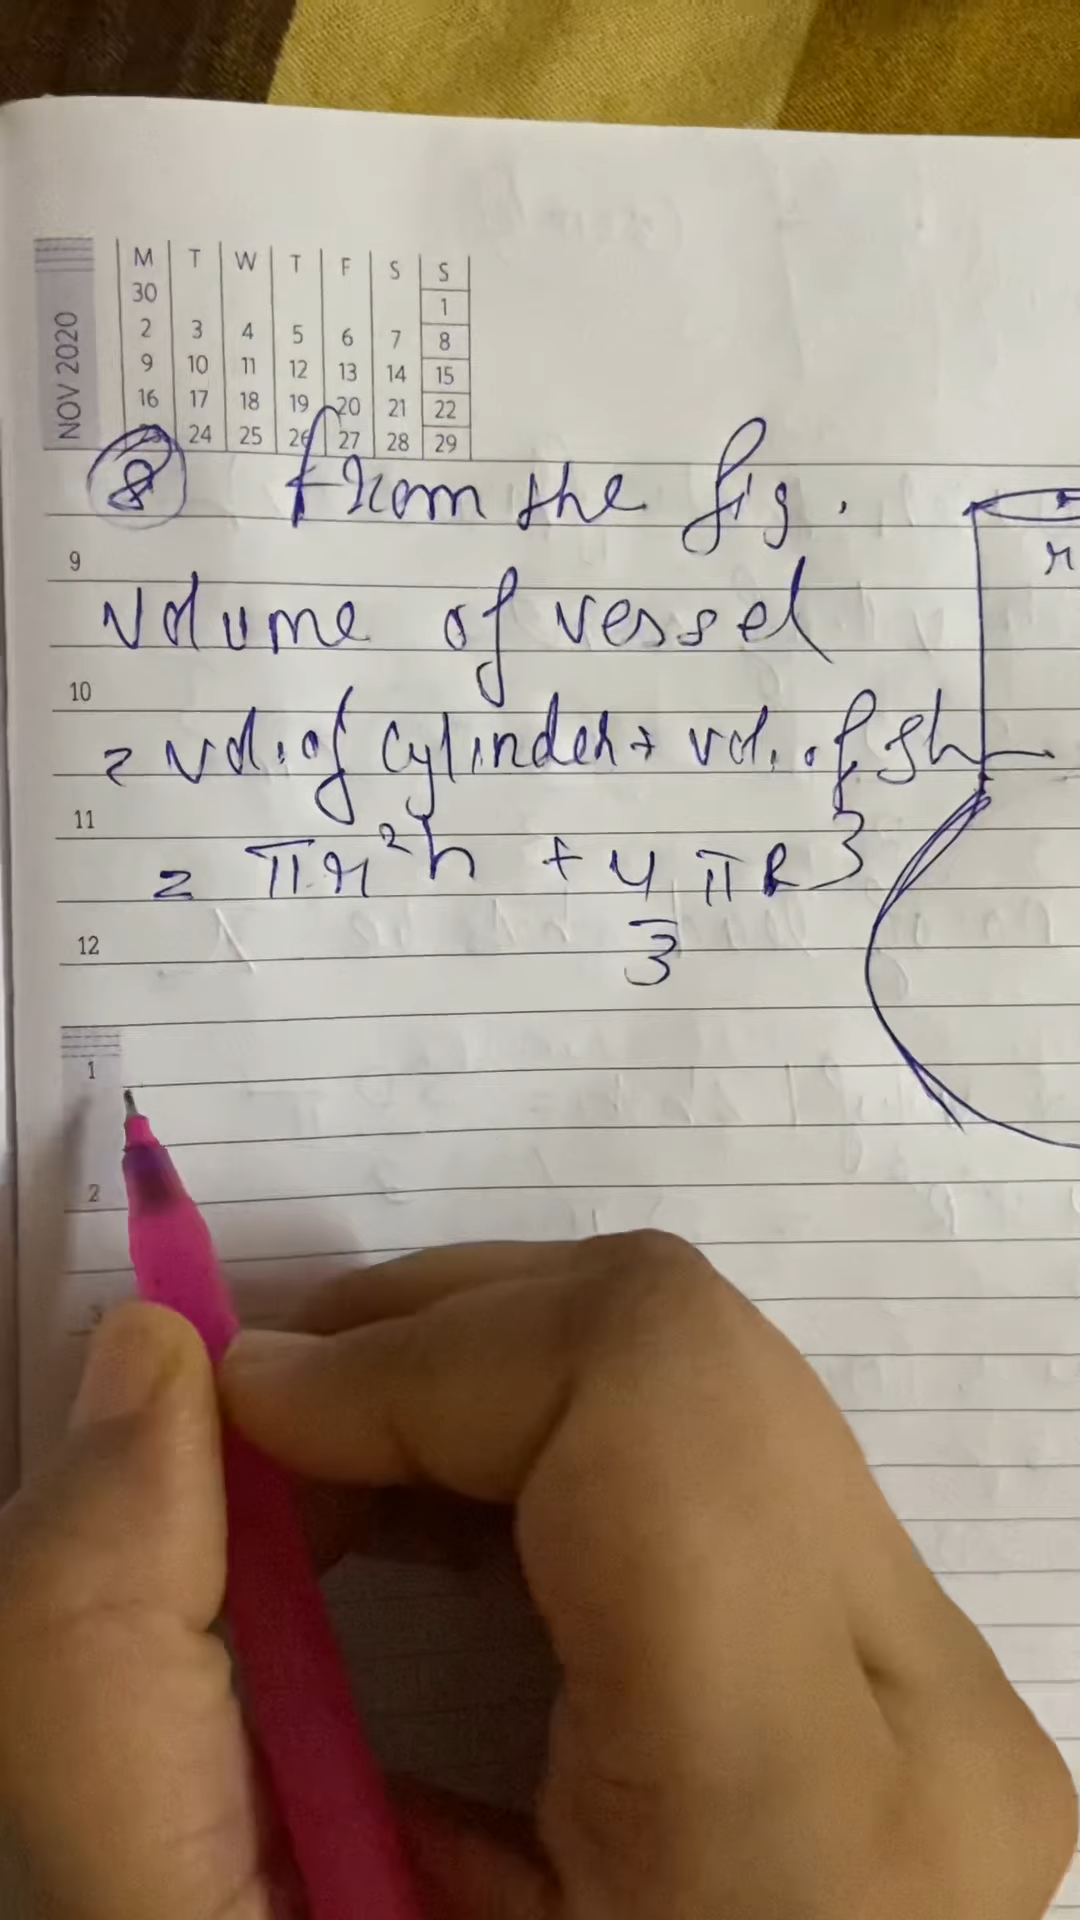 NOV 2020
M T W T F S S
30 1
2 3 4 5 6 7 8
9 10 11 12 13 14 15
16 17 18 19 20 21 22
23 24 25 26 27 28 29
8 from the fig.
r
9
volume of vessel
10
= vol. of cylinder + vol. of
11
= πr²h + 4/3 πR³
12
1
2
3